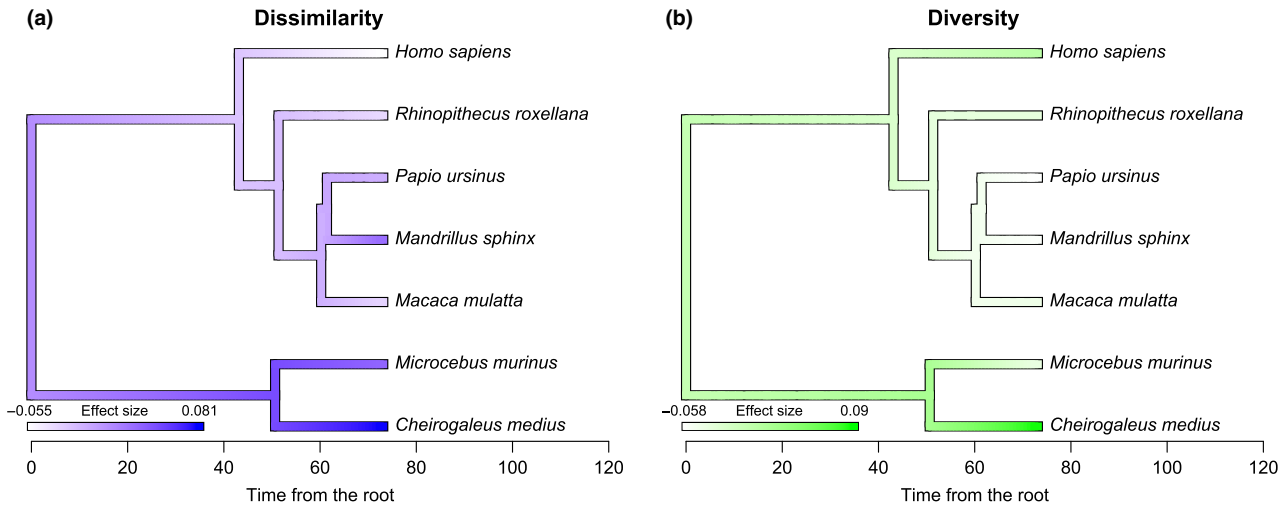 (a) Dissimilarity
Homo sapiens
Rhinopithecus roxellana
Papio ursinus
Mandrillus sphinx
Macaca mulatta
Microcebus murinus
−0.055 Effect size 0.081
Cheirogaleus medius
0 20 40 60 80 100 120
Time from the root
(b) Diversity
Homo sapiens
Rhinopithecus roxellana
Papio ursinus
Mandrillus sphinx
Macaca mulatta
Microcebus murinus
−0.058 Effect size 0.09
Cheirogaleus medius
0 20 40 60 80 100 120
Time from the root